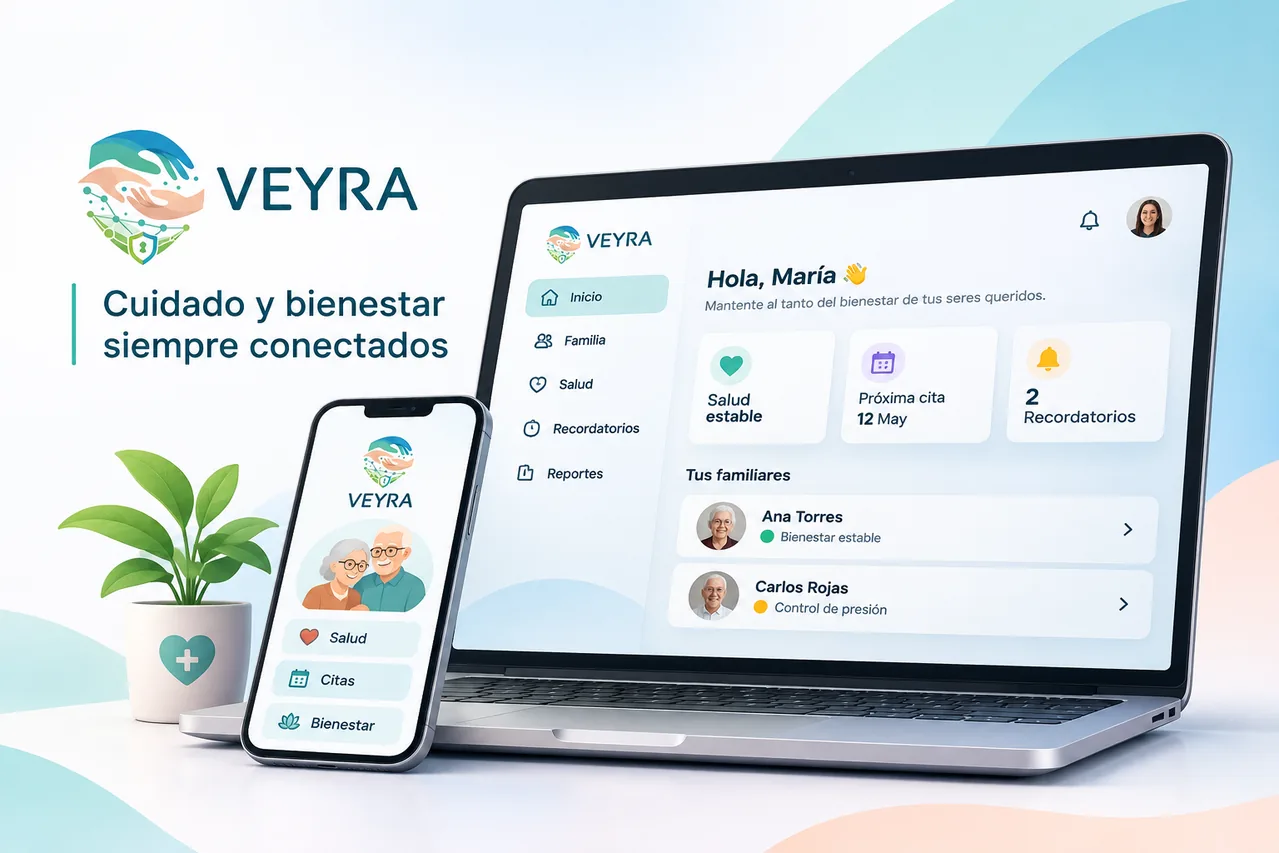 VEYRA
Cuidado y bienestar
siempre conectados
VEYRA
Salud
Citas
Bienestar
VEYRA
Inicio
Familia
Salud
Recordatorios
Reportes
Hola, María 👋
Mantente al tanto del bienestar de tus seres queridos.
Salud
estable
Próxima cita
12 May
2
Recordatorios
Tus familiares
Ana Torres
Bienestar estable
Carlos Rojas
Control de presión